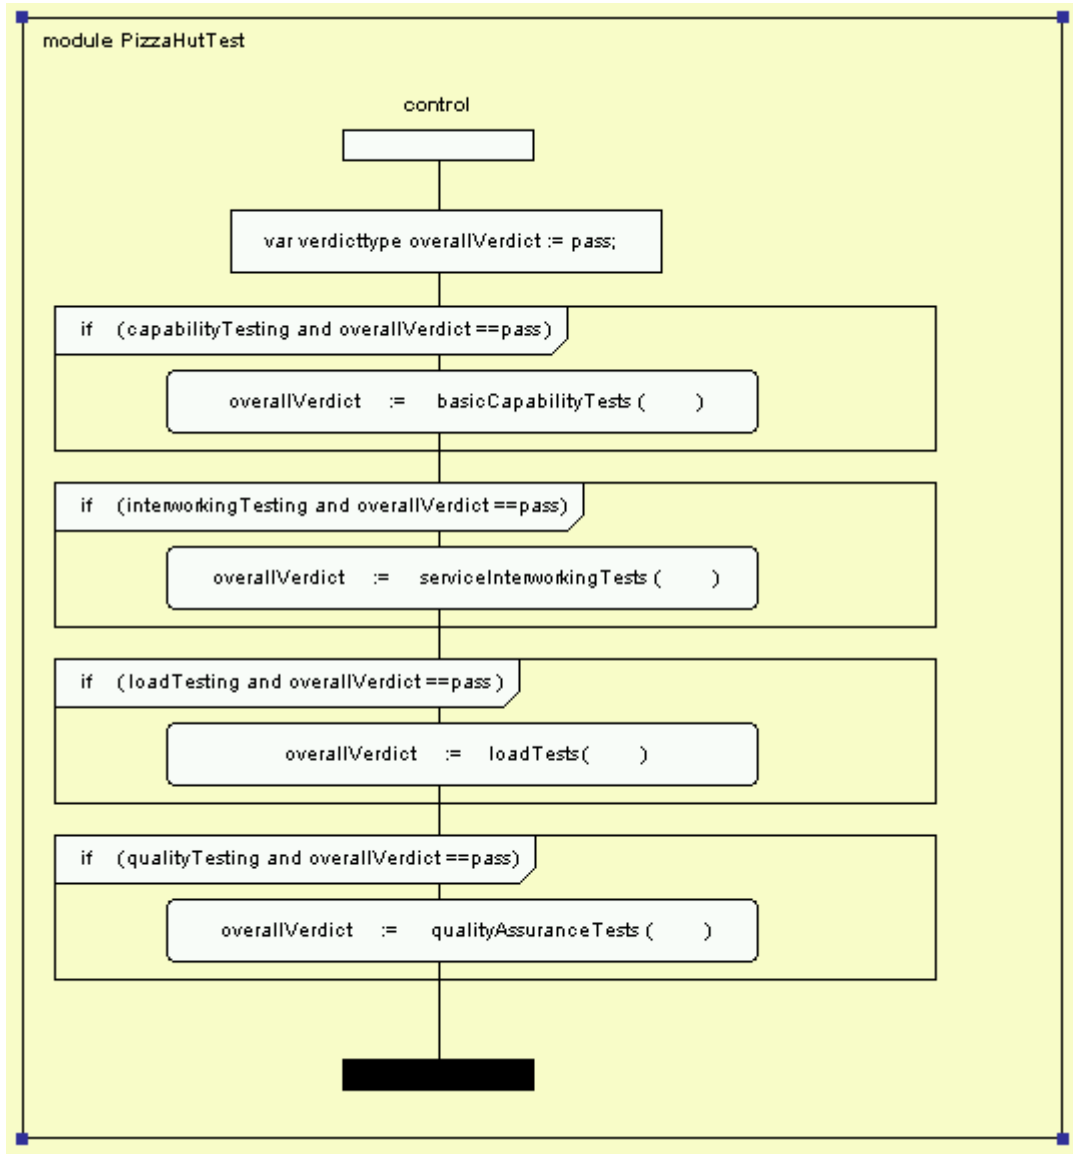 module PizzaHutTest
control
var verdicttype overallVerdict := pass;
if (capabilityTesting and overallVerdict==pass)
overallVerdict := basicCapabilityTests ( )
if (interworkingTesting and overallVerdict==pass)
overallVerdict := serviceInterworkingTests ( )
if (loadTesting and overallVerdict==pass)
overallVerdict := loadTests( )
if (qualityTesting and overallVerdict==pass)
overallVerdict := qualityAssuranceTests ( )